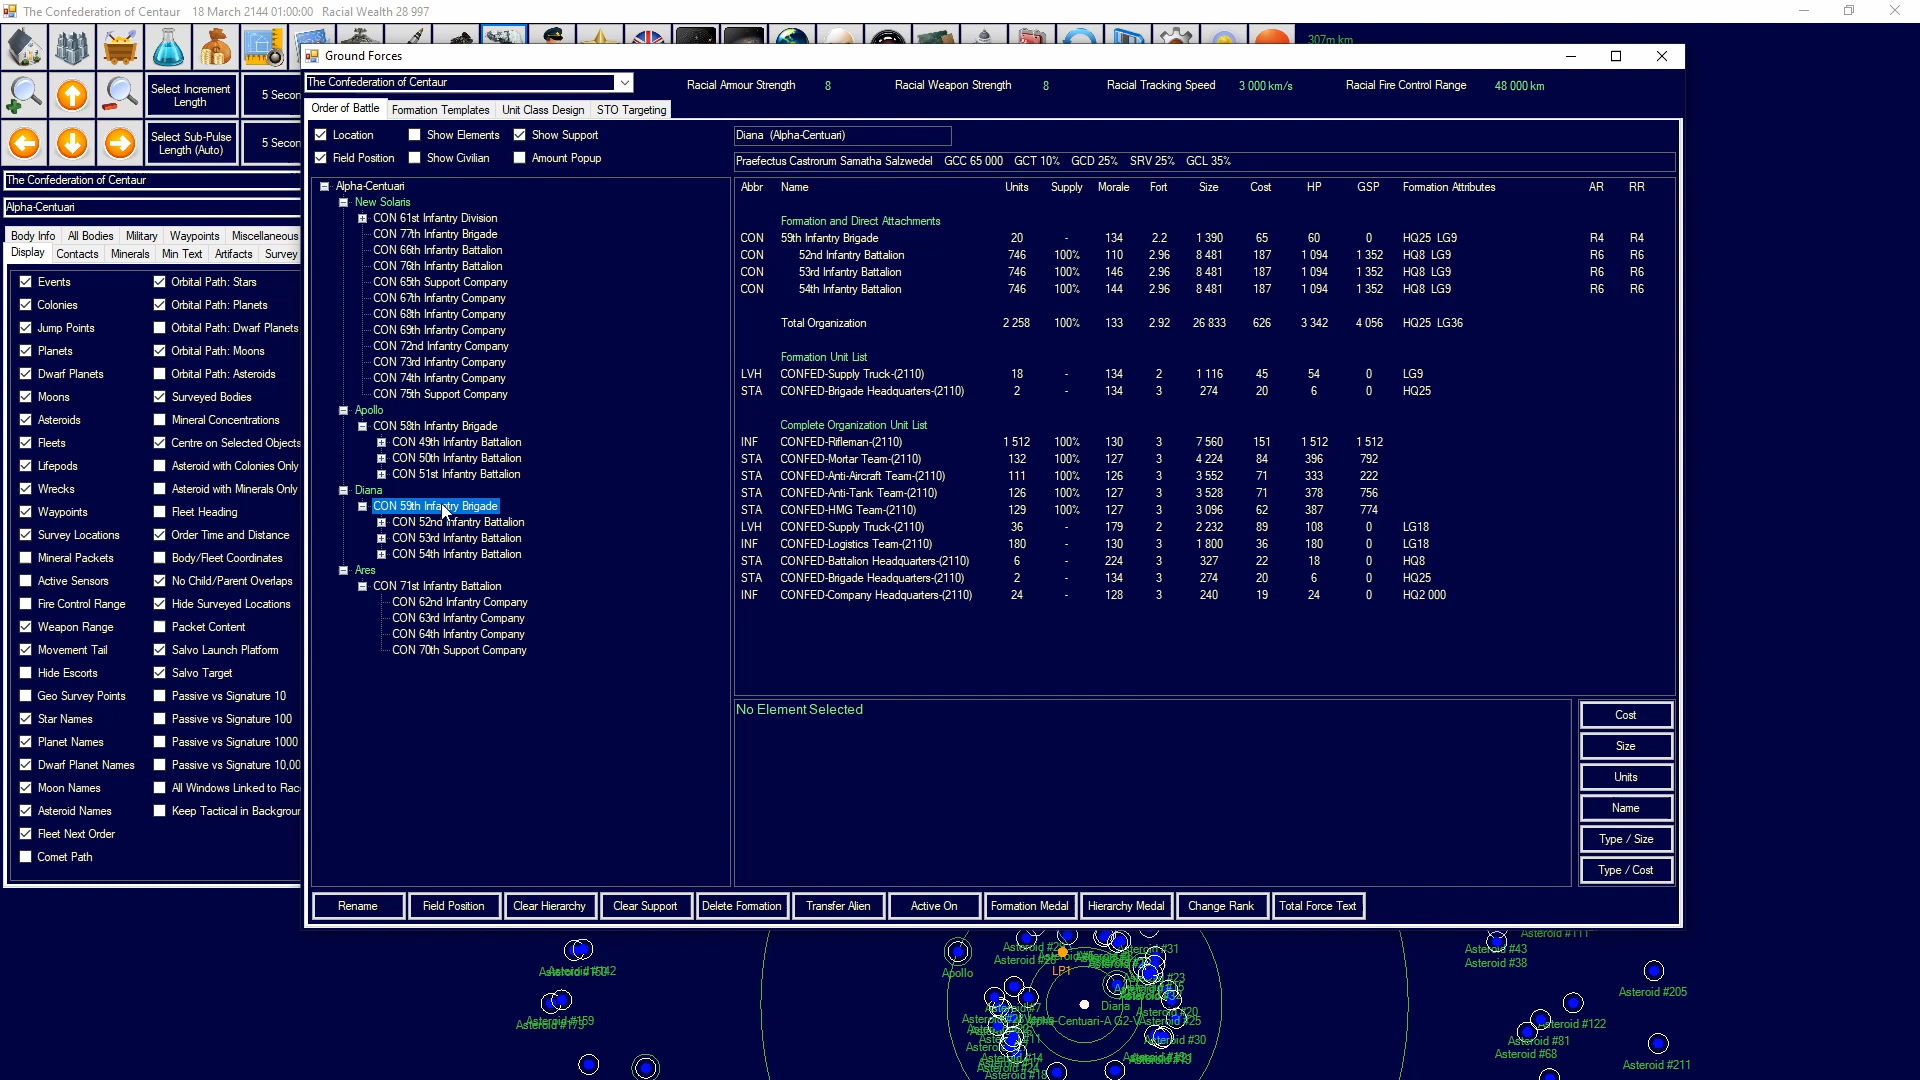 The Confederation of Centaur 18 March 2144 01:00:00 Racial Wealth 28 997
307m km
Select Increment Length
5 Secon
Select Sub-Pulse Length (Auto)
5 Secon
The Confederation of Centaur
Alpha-Centauri
Body Info All Bodies Military Waypoints Miscellaneous
Display Contacts Minerals Min Text Artifacts Survey
Events Orbital Path: Stars
Colonies Orbital Path: Planets
Jump Points Orbital Path: Dwarf Planets
Planets Orbital Path: Moons
Dwarf Planets Orbital Path: Asteroids
Moons Surveyed Bodies
Asteroids Mineral Concentrations
Fleets Centre on Selected Objects
Lifepods Asteroid with Colonies Only
Wrecks Asteroid with Minerals Only
Waypoints Fleet Heading
Survey Locations Order Time and Distance
Mineral Packets Body/Fleet Coordinates
Active Sensors No Child/Parent Overlaps
Fire Control Range Hide Surveyed Locations
Weapon Range Packet Content
Movement Tail Salvo Launch Platform
Hide Escorts Salvo Target
Geo Survey Points Passive vs Signature 10
Star Names Passive vs Signature 100
Planet Names Passive vs Signature 1000
Dwarf Planet Names Passive vs Signature 10,00
Moon Names All Windows Linked to Rac
Asteroid Names Keep Tactical in Backgroun
Fleet Next Order
Comet Path
Ground Forces
The Confederation of Centaur
Racial Amour Strength 8 Racial Weapon Strength 8 Racial Tracking Speed 3 000 km/s Racial Fire Control Range 48 000 km
Order of Battle Formation Templates Unit Class Design STO Targeting
Location Show Elements Show Support
Field Position Show Civilian Amount Popup
Alpha-Centuari
New Solaris
CON 61st Infantry Division
CON 77th Infantry Brigade
CON 66th Infantry Battalion
CON 76th Infantry Battalion
CON 65th Support Company
CON 67th Infantry Company
CON 68th Infantry Company
CON 69th Infantry Company
CON 72nd Infantry Company
CON 73rd Infantry Company
CON 74th Infantry Company
CON 75th Support Company
Apollo
CON 58th Infantry Brigade
CON 49th Infantry Battalion
CON 50th Infantry Battalion
CON 51st Infantry Battalion
Diana
CON 59th Infantry Brigade
CON 52nd Infantry Battalion
CON 53rd Infantry Battalion
CON 54th Infantry Battalion
Ares
CON 71st Infantry Battalion
CON 62nd Infantry Company
CON 63rd Infantry Company
CON 64th Infantry Company
CON 70th Support Company
Diana (Alpha-Centuari)
Praefectus Castrorum Samatha Salzwedel GCC 65 000 GCT 10% GCD 25% SRV 25% GCL 35%
Abbr Name Units Supply Morale Fort Size Cost HP GSP Formation Attributes AR RR
Formation and Direct Attachments
CON 59th Infantry Brigade 20 - 134 2.2 1 390 65 60 0 HQ25 LG9 R4 R4
CON 52nd Infantry Battalion 746 100% 110 2.96 8 481 187 1 094 1 352 HQ8 LG9 R6 R6
CON 53rd Infantry Battalion 746 100% 146 2.96 8 481 187 1 094 1 352 HQ8 LG9 R6 R6
CON 54th Infantry Battalion 746 100% 144 2.96 8 481 187 1 094 1 352 HQ8 LG9 R6 R6
Total Organization 2 258 100% 133 2.92 26 833 626 3 342 4 056 HQ25 LG36
Formation Unit List
LVH CONFED-Supply Truck-(2110) 18 - 134 2 1 116 45 54 0 LG9
STA CONFED-Brigade Headquarters-(2110) 2 - 134 3 274 20 6 0 HQ25
Complete Organization Unit List
INF CONFED-Rifleman-(2110) 1 512 100% 130 3 7 560 151 1 512 1 512
STA CONFED-Mortar Team-(2110) 132 100% 127 3 4 224 84 396 792
STA CONFED-Anti-Aircraft Team-(2110) 111 100% 126 3 3 552 71 333 222
STA CONFED-Anti-Tank Team-(2110) 126 100% 127 3 3 528 71 378 756
STA CONFED-HMG Team-(2110) 129 100% 127 3 3 096 62 387 774
LVH CONFED-Supply Truck-(2110) 36 - 179 2 2 232 89 108 0 LG18
INF CONFED-Logistics Team-(2110) 180 - 130 3 1 800 36 180 0 LG18
STA CONFED-Battalion Headquarters-(2110) 6 - 224 3 327 22 18 0 HQ8
STA CONFED-Brigade Headquarters-(2110) 2 - 134 3 274 20 6 0 HQ25
INF CONFED-Company Headquarters-(2110) 24 - 128 3 240 19 24 0 HQ2 000
No Element Selected
Cost
Size
Units
Name
Type / Size
Type / Cost
Rename Field Position Clear Hierarchy Clear Support Delete Formation Transfer Alien Active On Formation Medal Hierarchy Medal Change Rank Total Force Text
Asteroid #43
Asteroid #38
Apollo
LP1
Asteroid #205
Diana
Asteroid #122
Asteroid #81
Asteroid #68
Asteroid #211